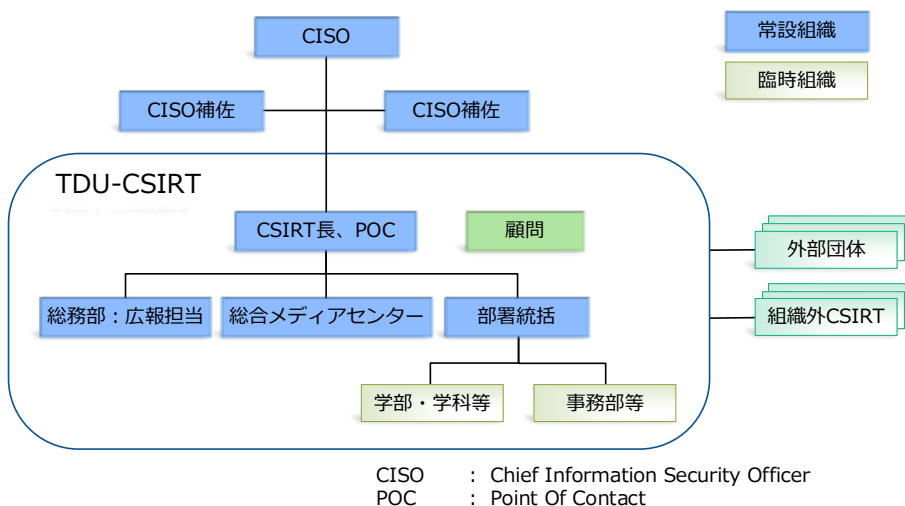 CISO
常設組織
臨時組織
CISO補佐
CISO補佐
TDU-CSIRT
CSIRT長、POC
顧問
外部団体
総務部：広報担当
総合メディアセンター
部署統括
組織外CSIRT
学部・学科等
事務部等
CISO : Chief Information Security Officer
POC : Point Of Contact